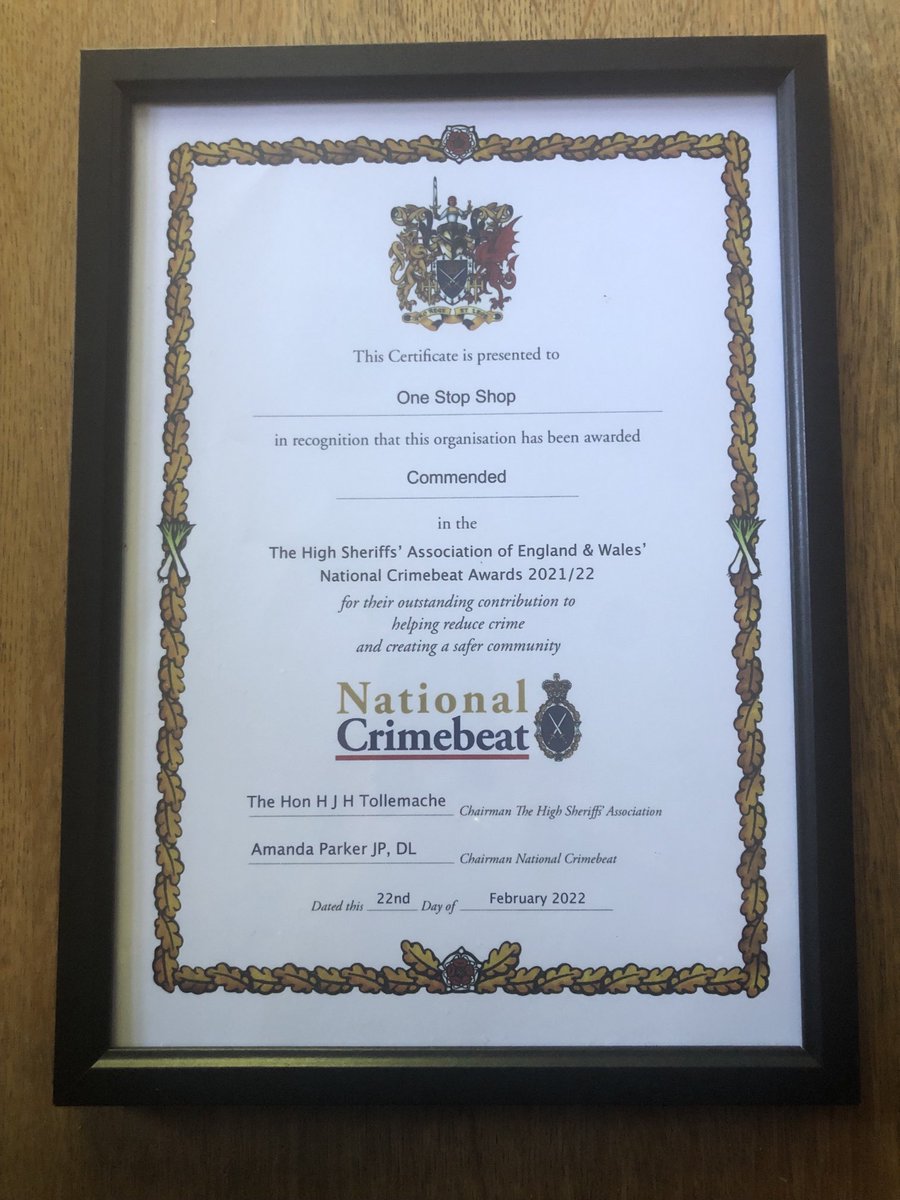 This Certificate is presented to
One Stop Shop
in recognition that this organisation has been awarded
Commended
in the
The High Sheriffs' Association of England & Wales'
National Crimebeat Awards 2021/22
for their outstanding contribution to
helping reduce crime
and creating a safer community
National
Crimebeat
The Hon H J H Tollemache Chairman The High Sheriffs' Association
Amanda Parker JP, DL Chairman National Crimebeat
Dated this 22nd Day of February 2022